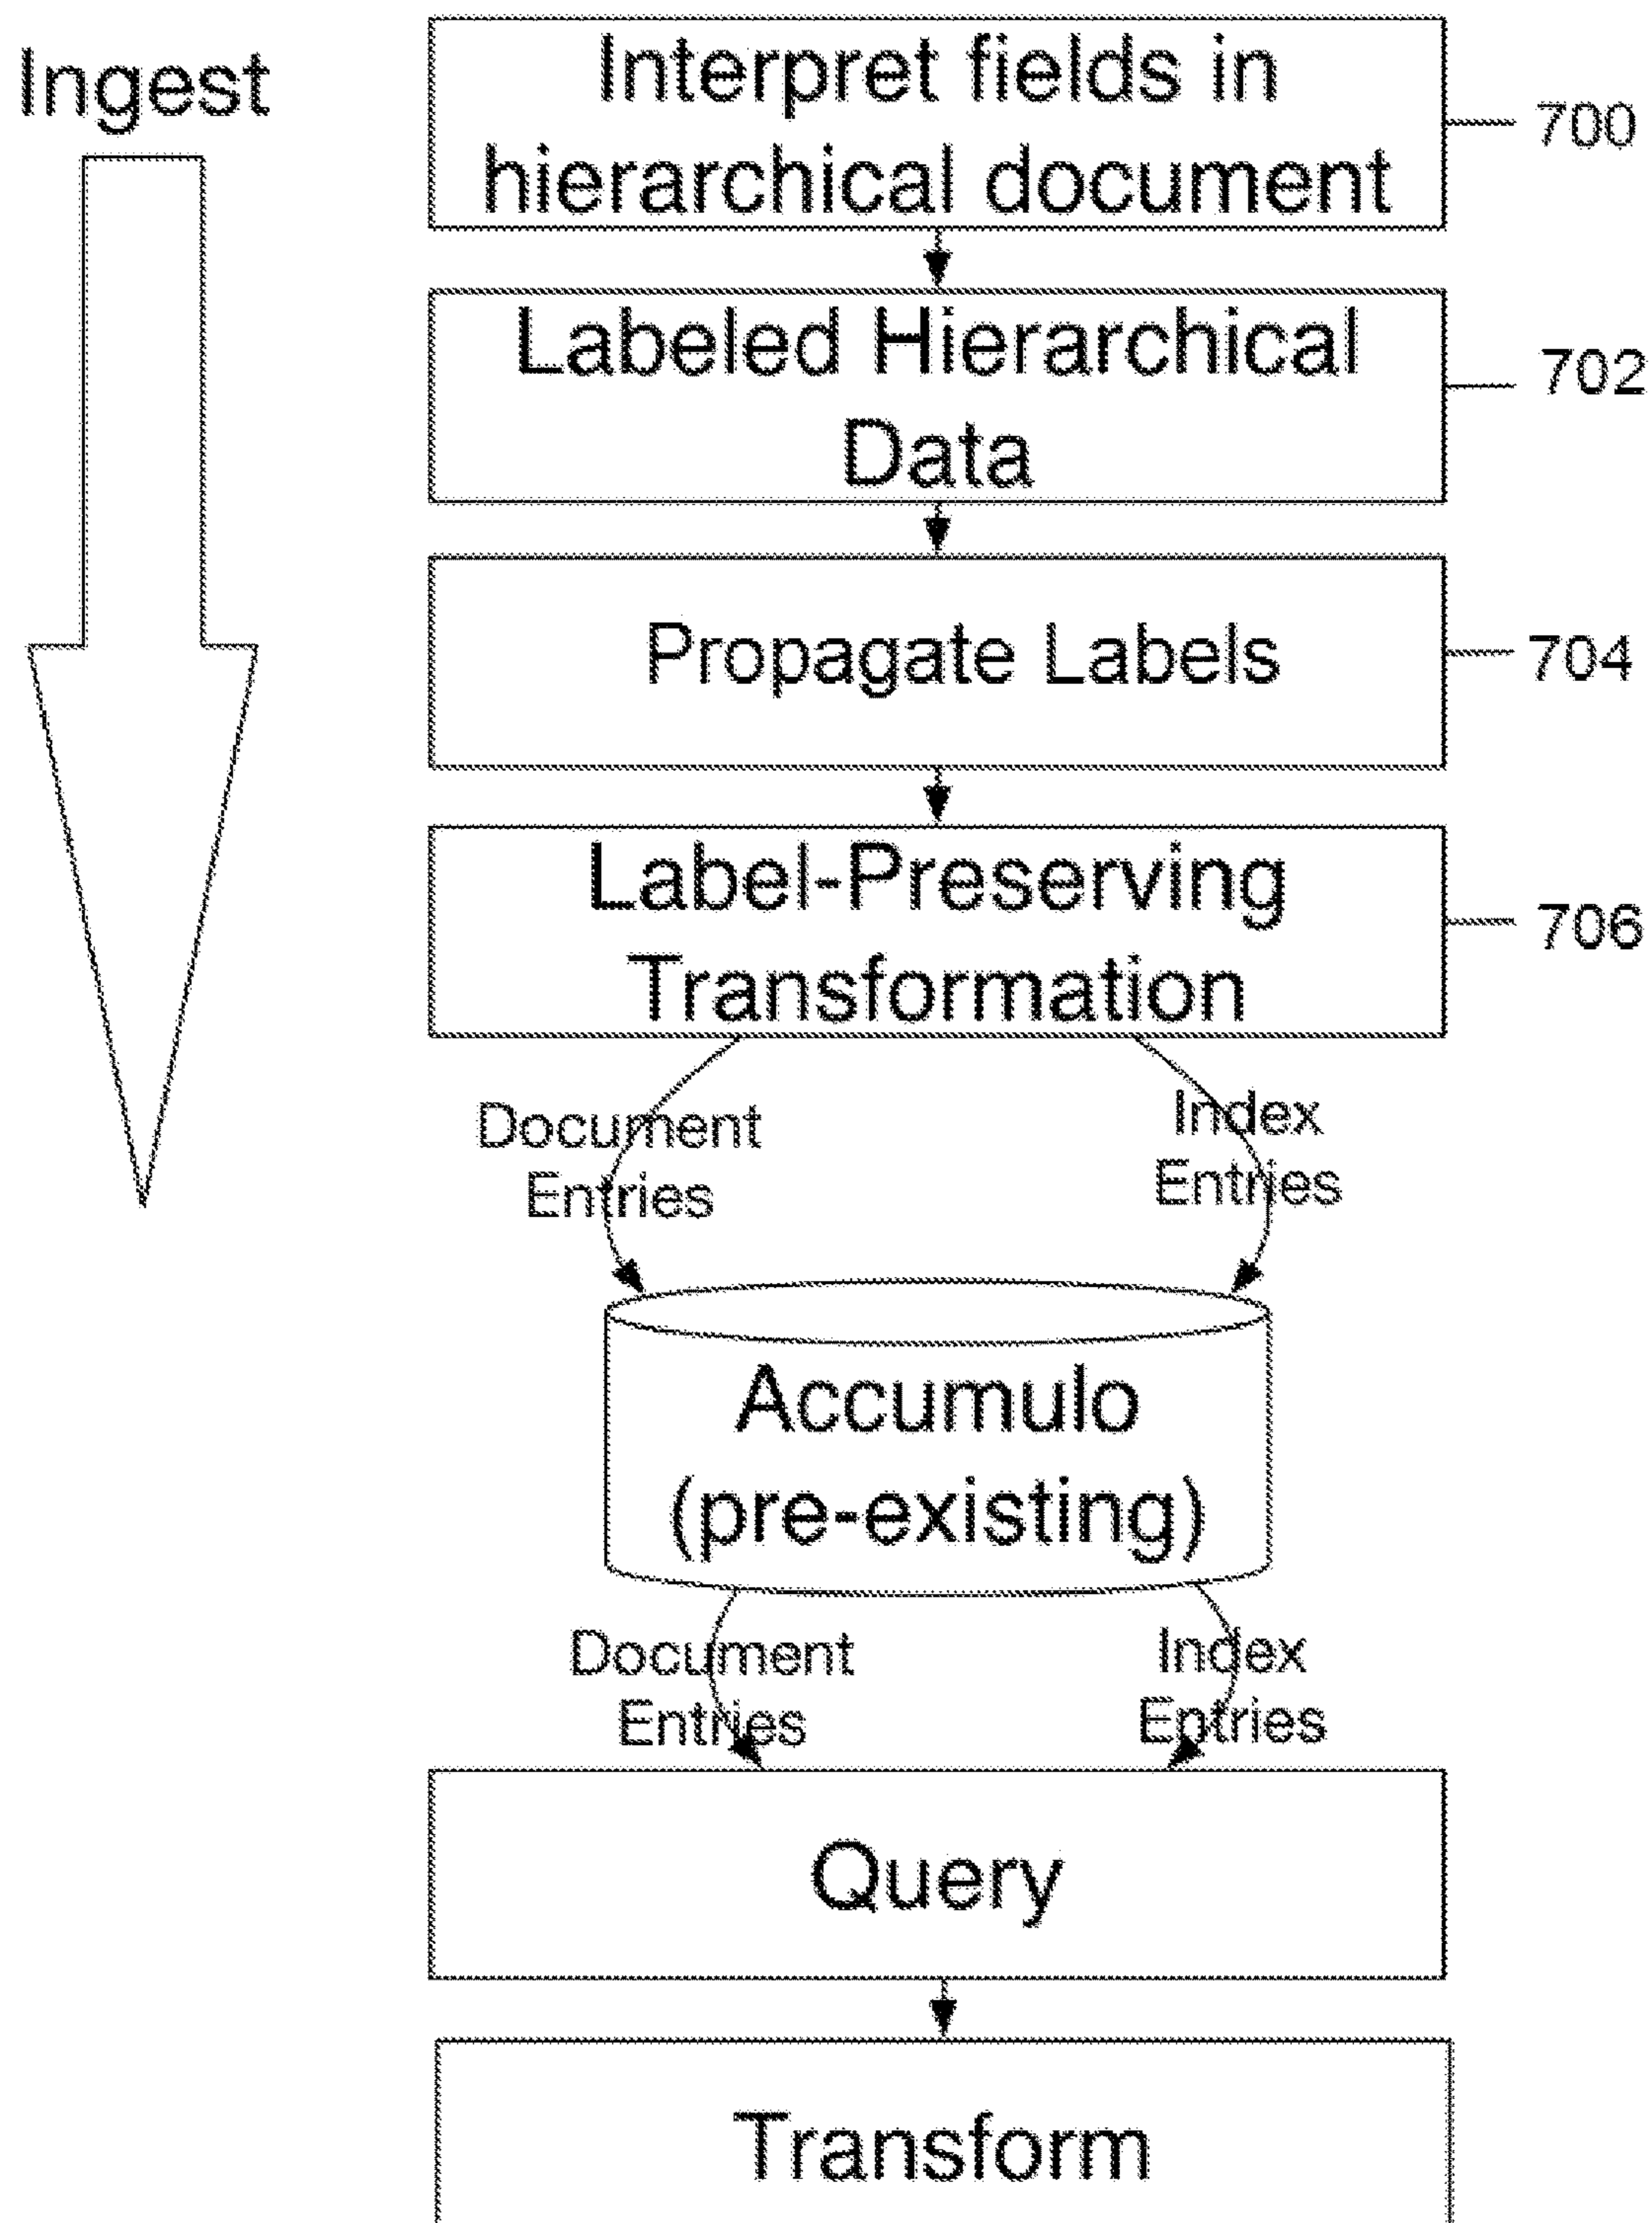 Ingest
Interpret fields in
hierarchical document
700
Labeled Hierarchical
Data
702
Propagate Labels
704
Label-Preserving
Transformation
706
Document
Entries
Index
Entries
Accumulo
(pre-existing)
Document
Entries
Index
Entries
Query
Transform